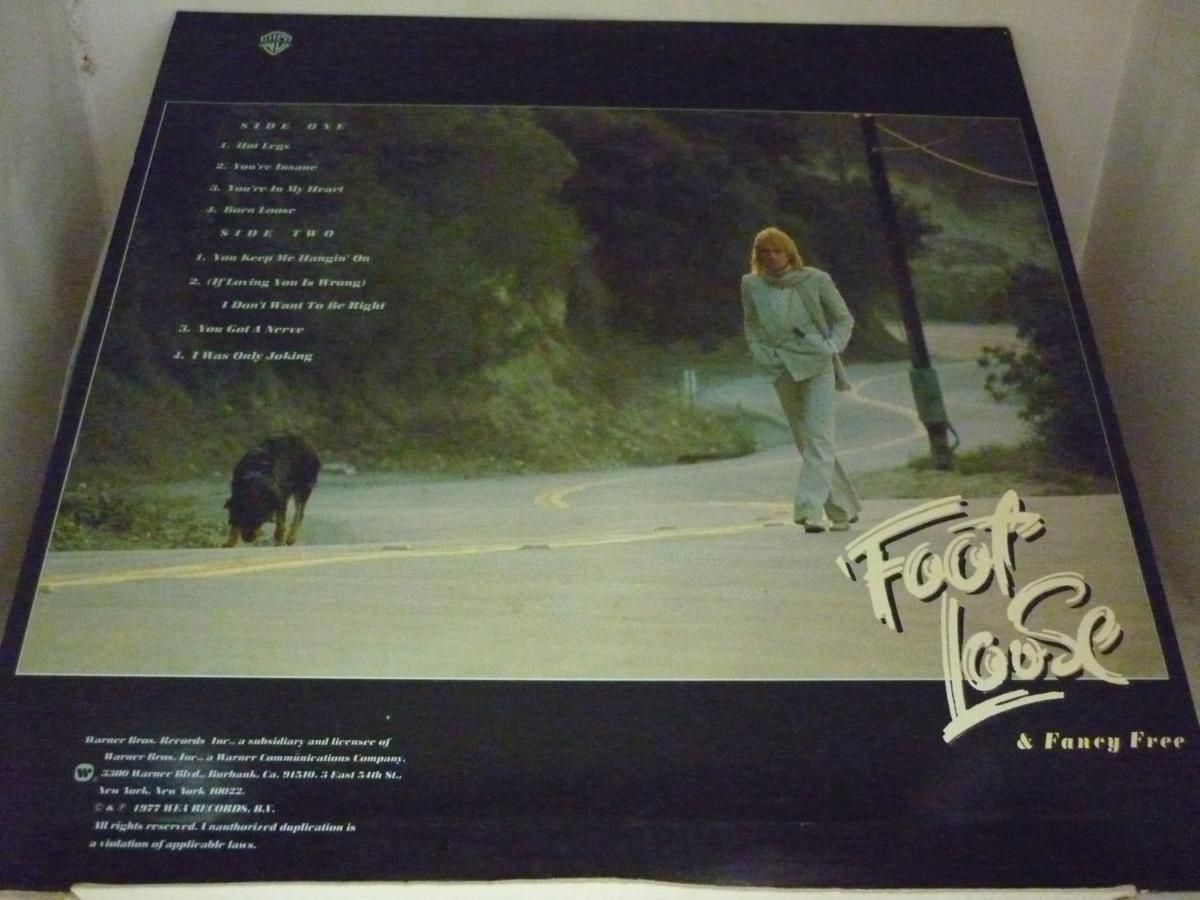 SIDE ONE
1. Hot Legs
2. You're Insane
3. You're In My Heart
4. Born Loose
SIDE TWO
1. You Keep Me Hangin' On
2. (If Loving You Is Wrong)
I Don't Want To Be Right
3. You Got A Nerve
4. I Was Only Joking
Foot
Loose
& Fancy Free
Warner Bros. Records Inc., a subsidiary and licensee of
Warner Bros. Inc., a Warner Communications Company.
3300 Warner Blvd., Burbank, Ca. 91510. 3 East 54th St.,
New York, New York 10022.
© & ℗ 1977 WEA RECORDS, B.V.
All rights reserved. Unauthorized duplication is
a violation of applicable laws.